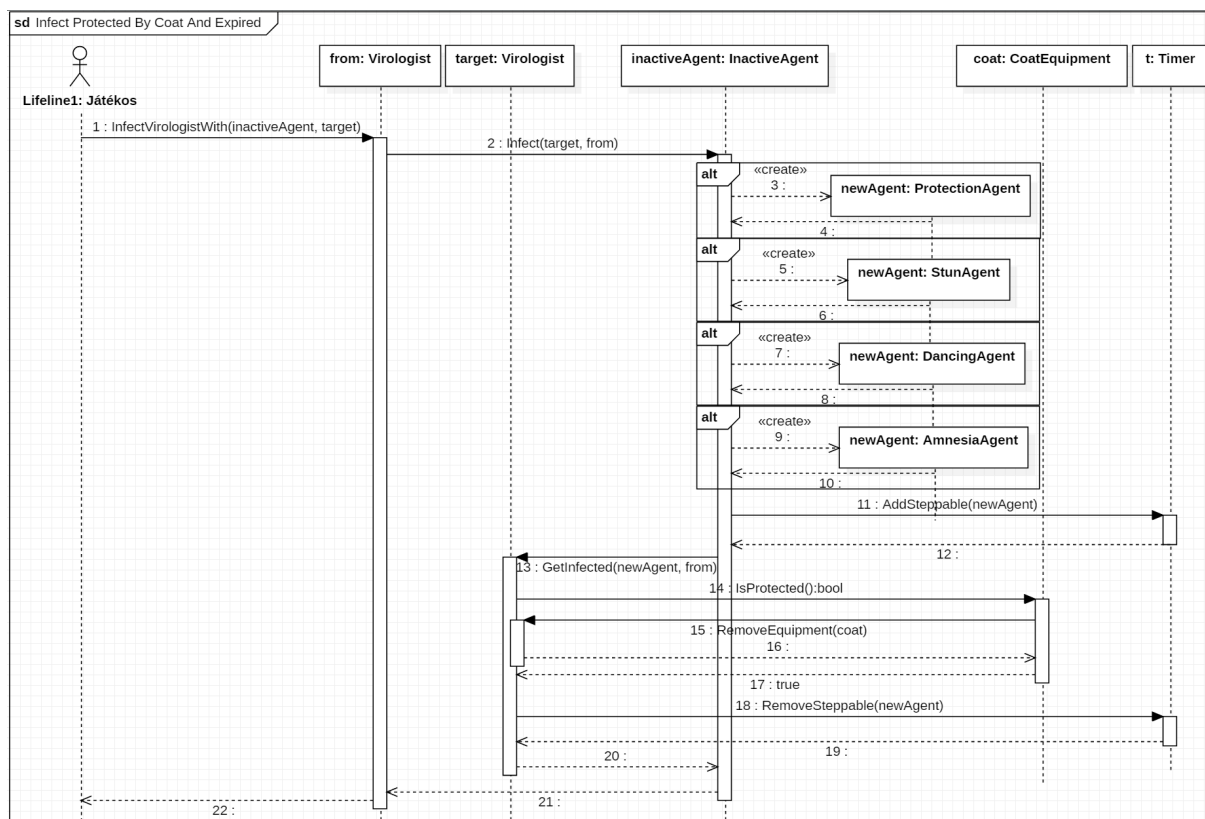 sd Infect Protected By Coat And Expired
Lifeline1: Játékos
from: Virologist
target: Virologist
inactiveAgent: InactiveAgent
coat: CoatEquipment
t: Timer
1 : InfectVirologistWith(inactiveAgent, target)
2 : Infect(target, from)
alt
«create»
3 :
newAgent: ProtectionAgent
4 :
alt
«create»
5 :
newAgent: StunAgent
6 :
alt
«create»
7 :
newAgent: DancingAgent
8 :
alt
«create»
9 :
newAgent: AmnesiaAgent
10 :
11 : AddSteppable(newAgent)
12 :
13 : GetInfected(newAgent, from)
14 : IsProtected():bool
15 : RemoveEquipment(coat)
16 :
17 : true
18 : RemoveSteppable(newAgent)
19 :
20 :
21 :
22 :